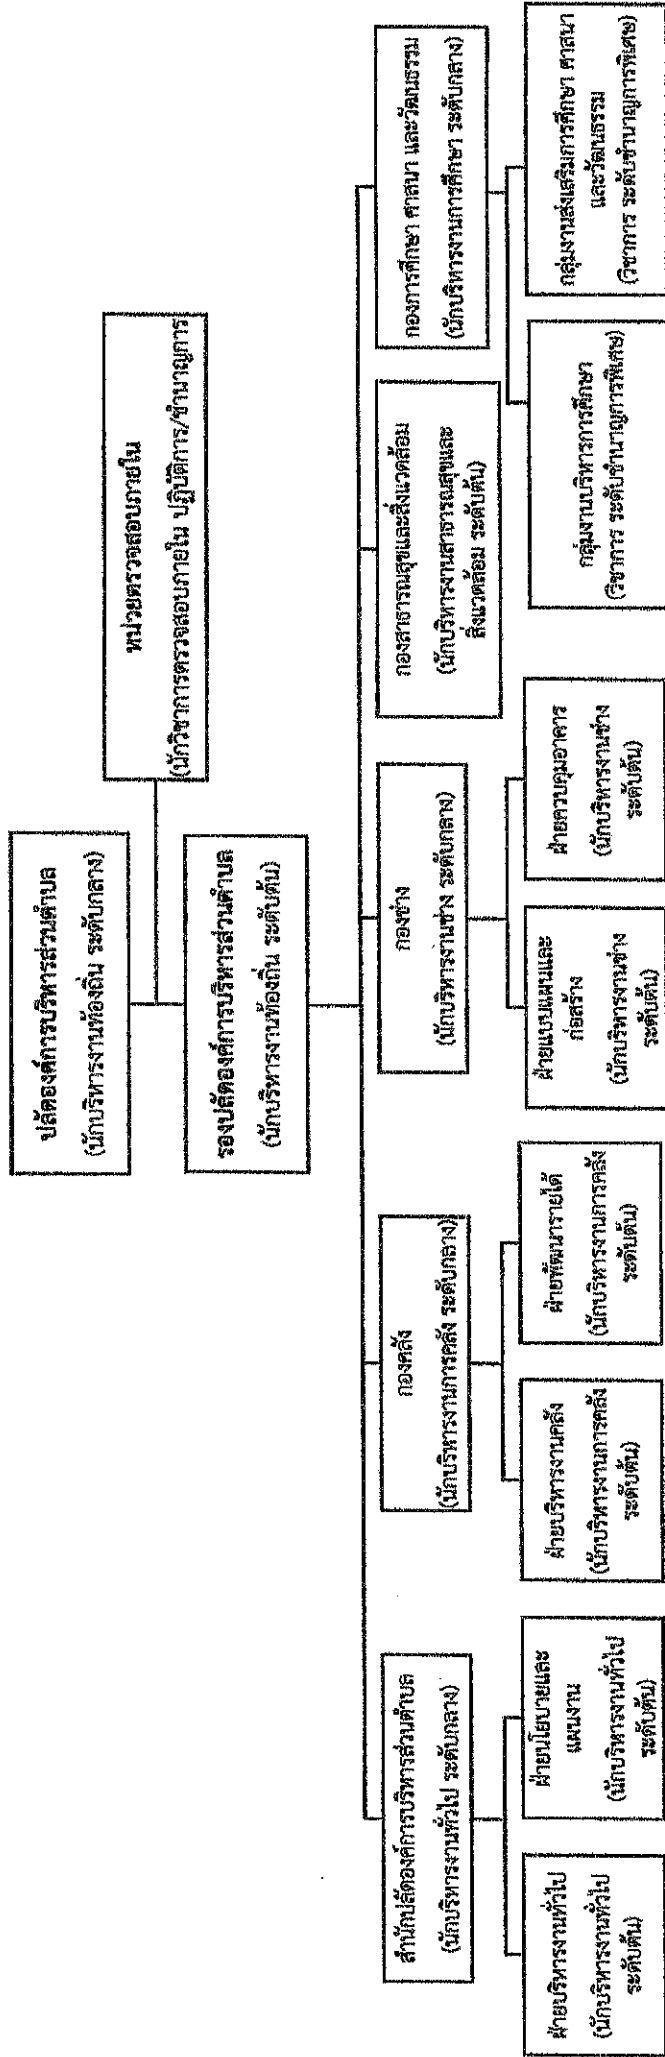 ปลัดองค์การบริหารส่วนตำบล
(นักบริหารงานท้องถิ่น ระดับกลาง)
หน่วยตรวจสอบภายใน
(นักวิชาการตรวจสอบภายใน ปฏิบัติการ/ชำนาญการ
รองปลัดองค์การบริหารส่วนตำบล
(นักบริหารงานท้องถิ่น ระดับต้น)
สำนักปลัดองค์การบริหารส่วนตำบล
(นักบริหารงานทั่วไป ระดับกลาง)
กองคลัง
(นักบริหารงานการคลัง ระดับกลาง)
กองช่าง
(นักบริหารงานช่าง ระดับกลาง)
กองสาธารณสุขและสิ่งแวดล้อม
(นักบริหารงานสาธารณสุขและ
สิ่งแวดล้อม ระดับต้น)
กองการศึกษา ศาสนา และวัฒนธรรม
(นักบริหารงานการศึกษา ระดับกลาง)
ฝ่ายบริหารงานทั่วไป
(นักบริหารงานทั่วไป
ระดับต้น)
ฝ่ายนโยบายและ
แผนงาน
(นักบริหารงานทั่วไป
ระดับต้น)
ฝ่ายบริหารงานคลัง
(นักบริหารงานการคลัง
ระดับต้น)
ฝ่ายพัฒนารายได้
(นักบริหารงานการคลัง
ระดับต้น)
ฝ่ายแบบแผนและ
ก่อสร้าง
(นักบริหารงานช่าง
ระดับต้น)
ฝ่ายควบคุมอาคาร
(นักบริหารงานช่าง
ระดับต้น)
กลุ่มงานบริหารการศึกษา
(วิชาการ ระดับชำนาญการพิเศษ)
กลุ่มงานส่งเสริมการศึกษา ศาสนา
และวัฒนธรรม
(วิชาการ ระดับชำนาญการพิเศษ)